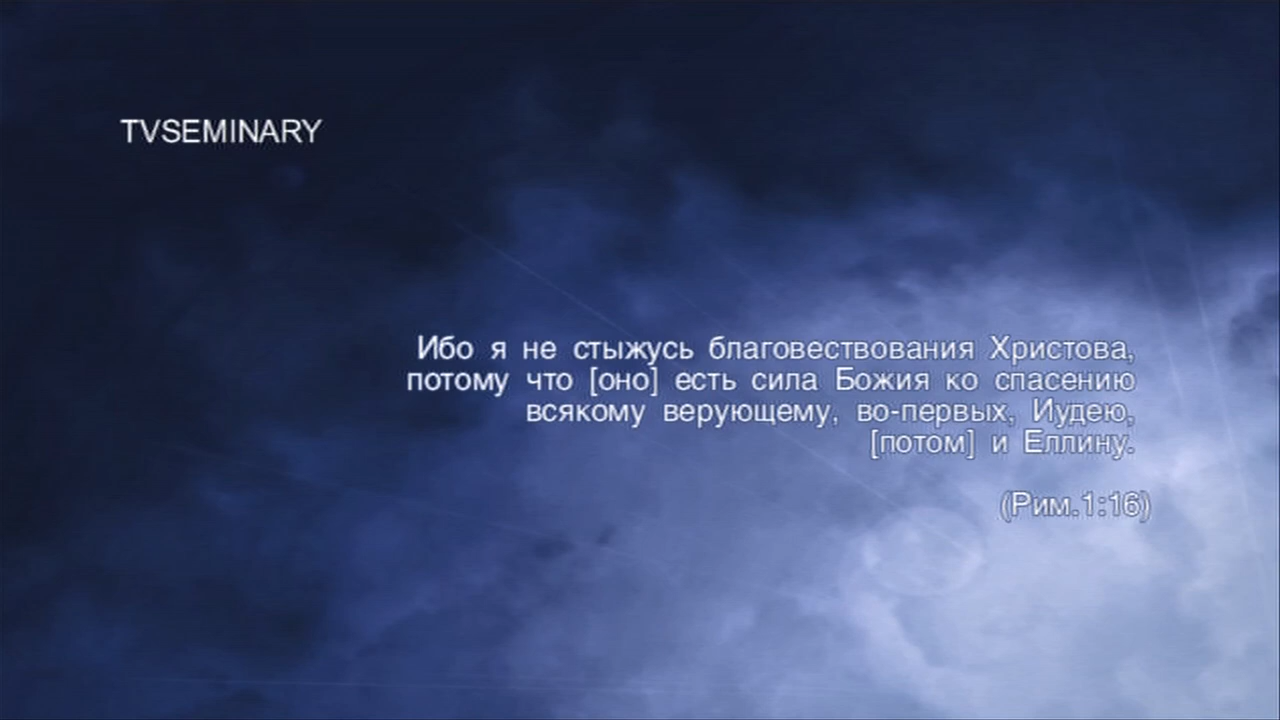 TVSEMINARY
Ибо я не стыжусь благовествования Христова,
потому что [оно] есть сила Божия ко спасению
всякому верующему, во-первых, Иудею,
[потом] и Еллину.
(Рим.1:16)